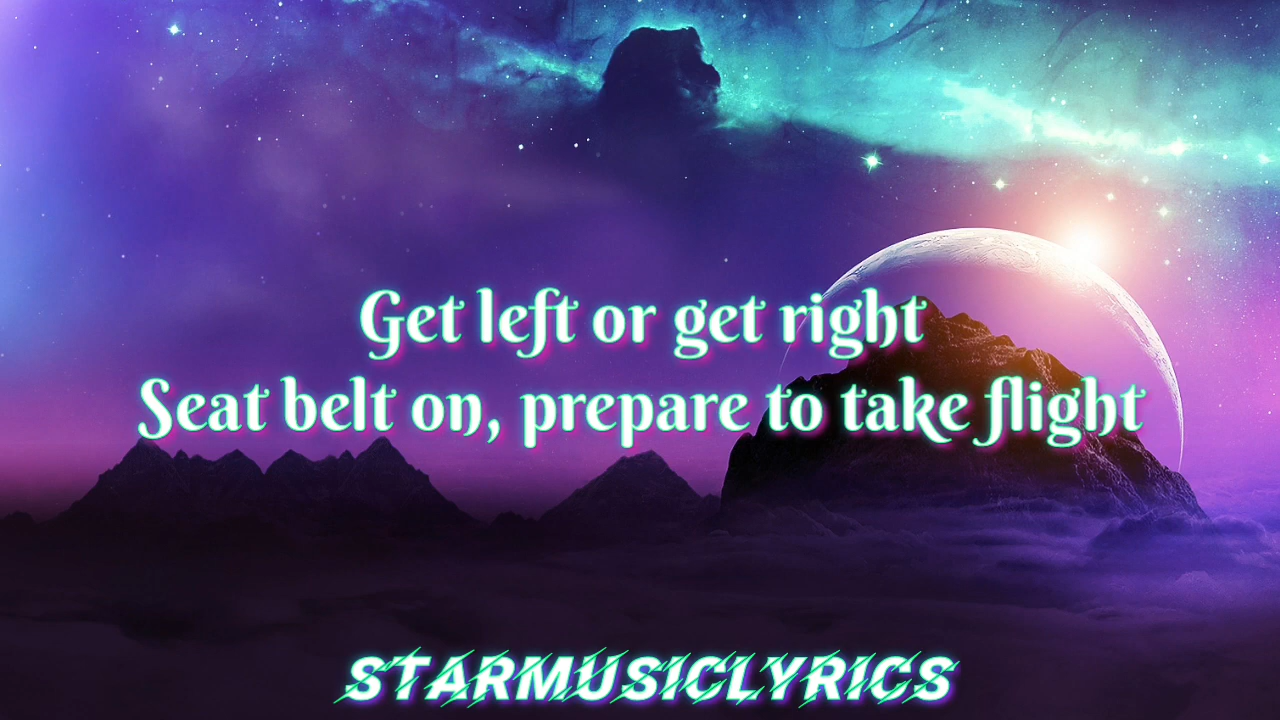 Get left or get right
Seat belt on, prepare to take flight
STARMUSICLYRICS